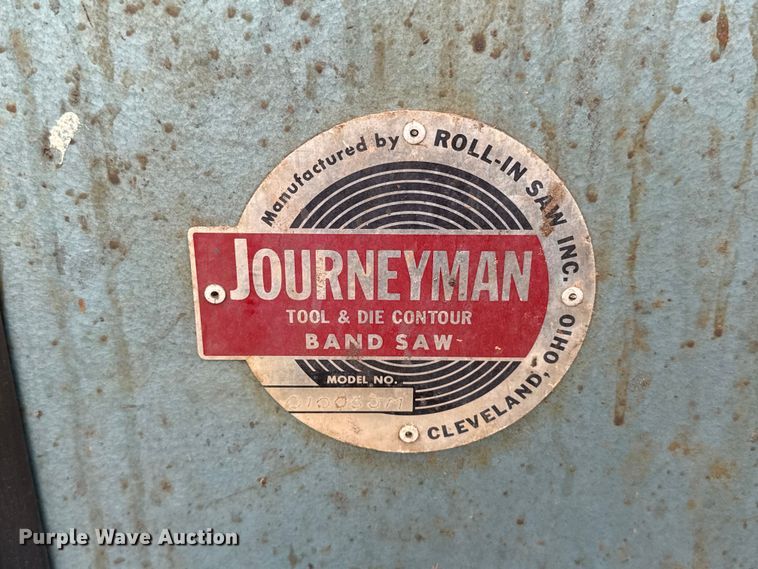 Manufactured by ROLL-IN SAW INC.
JOURNEYMAN
TOOL & DIE CONTOUR
BAND SAW
MODEL NO.
CLEVELAND, OHIO
Purple Wave Auction